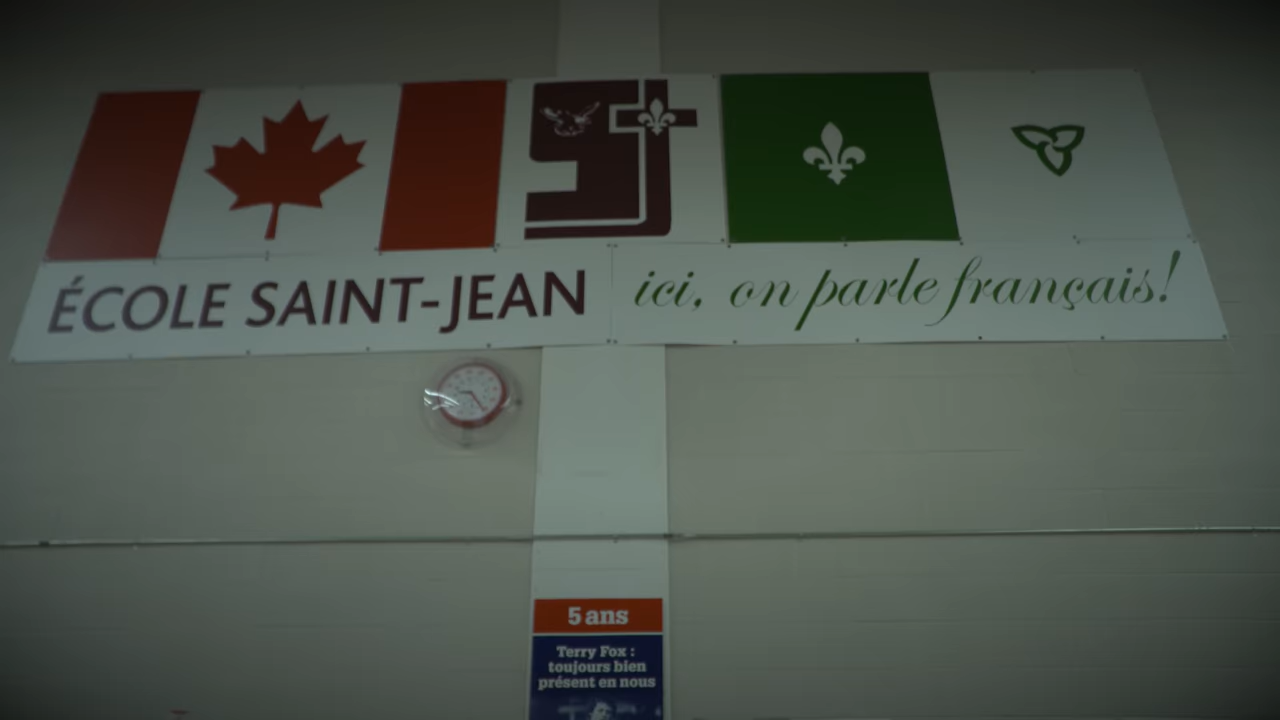 ÉCOLE SAINT-JEAN ici, on parle français!
5 ans
Terry Fox :
toujours bien
présent en nous